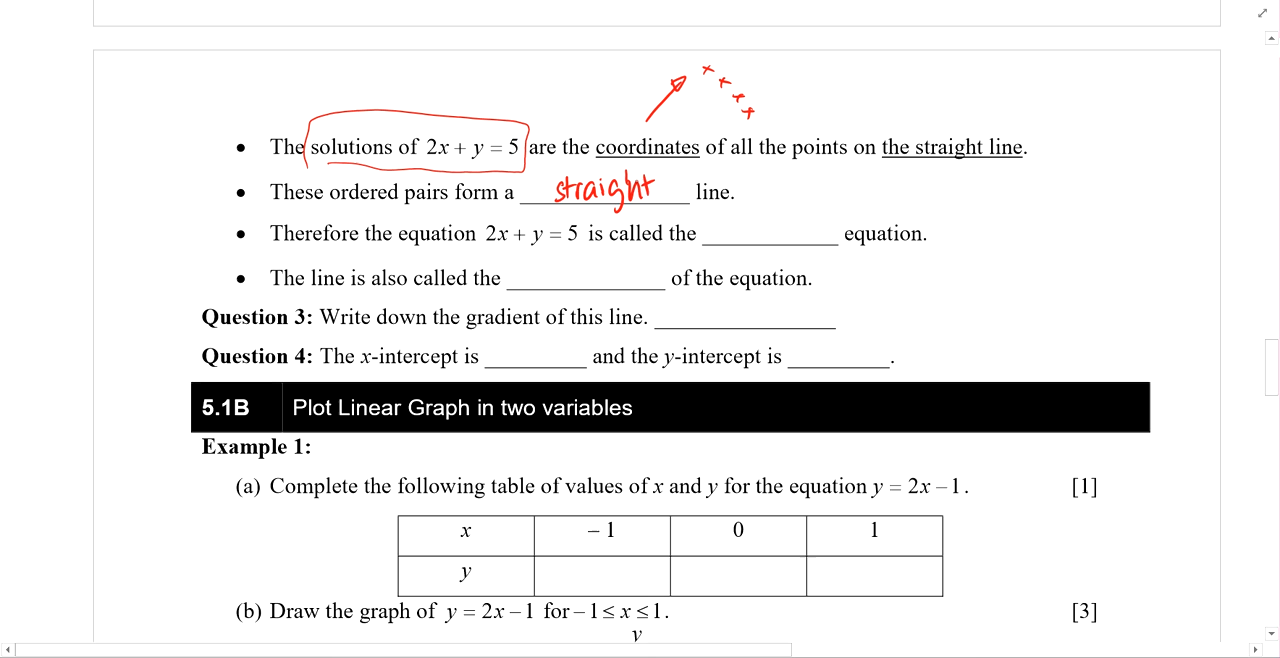 • The solutions of 2x + y = 5 are the coordinates of all the points on the straight line.
• These ordered pairs form a straight line.
• Therefore the equation 2x + y = 5 is called the ____________ equation.
• The line is also called the ______________ of the equation.
Question 3: Write down the gradient of this line. ________________
Question 4: The x-intercept is _________ and the y-intercept is _________.
5.1B Plot Linear Graph in two variables
Example 1:
(a) Complete the following table of values of x and y for the equation y = 2x – 1. [1]
x – 1 0 1
y
(b) Draw the graph of y = 2x – 1 for – 1 ≤ x ≤ 1. [3]
y